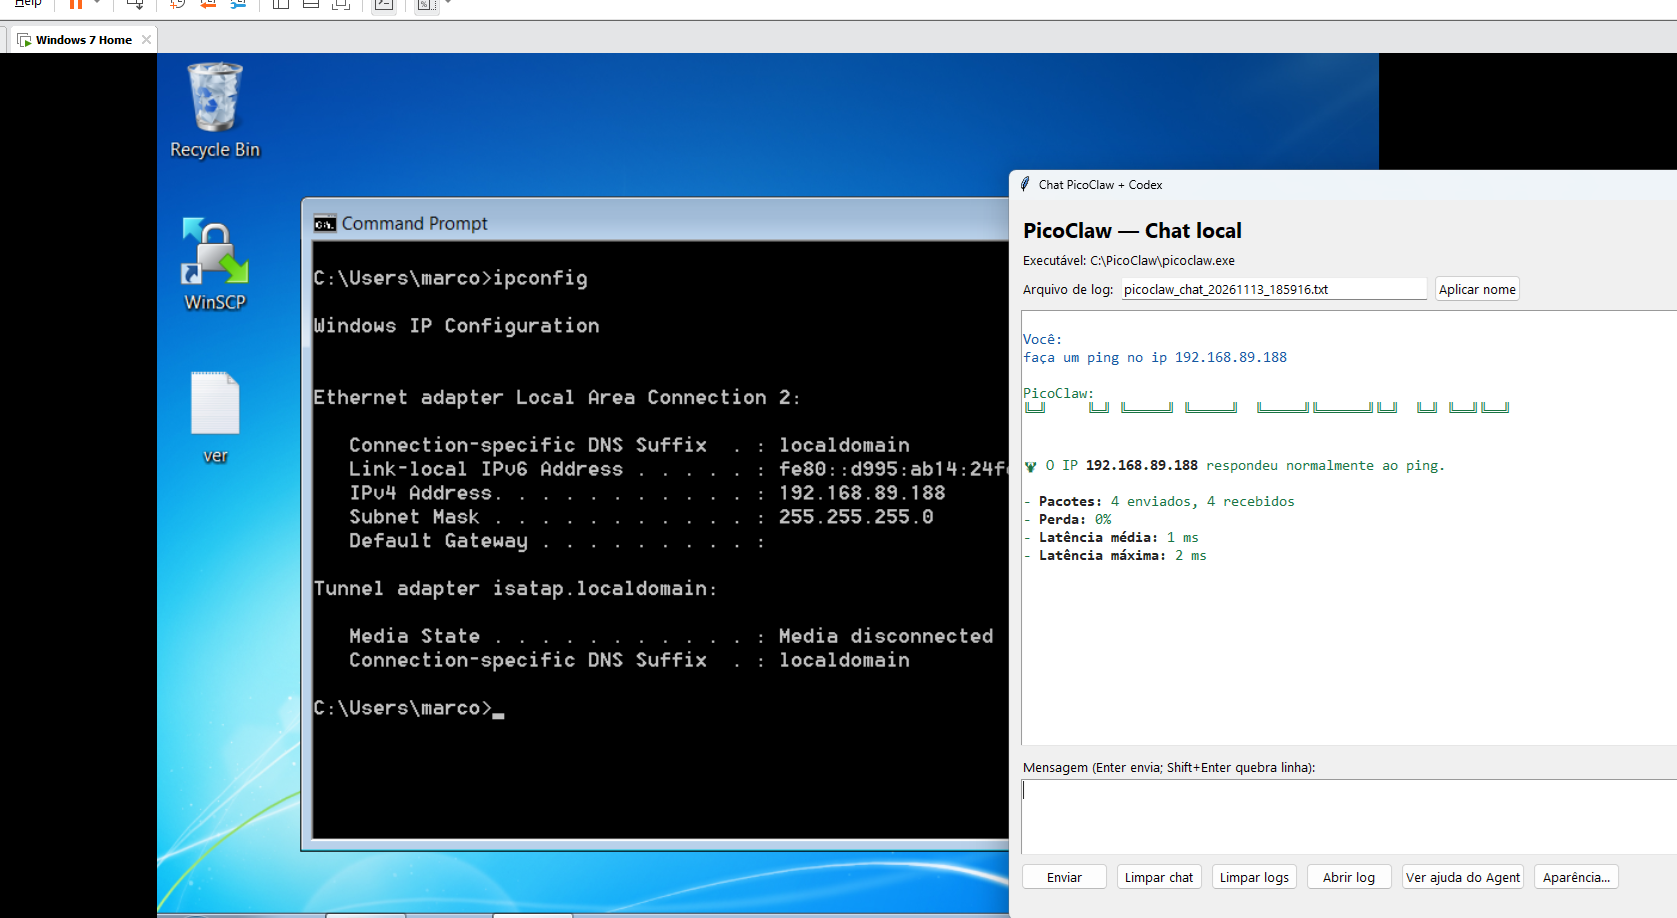 Help
Windows 7 Home
Recycle Bin
WinSCP
ver
Command Prompt
C:\Users\marco>ipconfig
Windows IP Configuration
Ethernet adapter Local Area Connection 2:
Connection-specific DNS Suffix . : localdomain
Link-local IPv6 Address . . . . . : fe80::d995:ab14:24f
IPv4 Address. . . . . . . . . . . : 192.168.89.188
Subnet Mask . . . . . . . . . . . : 255.255.255.0
Default Gateway . . . . . . . . . :
Tunnel adapter isatap.localdomain:
Media State . . . . . . . . . . . : Media disconnected
Connection-specific DNS Suffix . : localdomain
C:\Users\marco>
Chat PicoClaw + Codex
PicoClaw — Chat local
Executável: C:\PicoClaw\picoclaw.exe
Arquivo de log: picoclaw_chat_20261113_185916.txt Aplicar nome
Você:
faça um ping no ip 192.168.89.188
PicoClaw:
O IP 192.168.89.188 respondeu normalmente ao ping.
- Pacotes: 4 enviados, 4 recebidos
- Perda: 0%
- Latência média: 1 ms
- Latência máxima: 2 ms
Mensagem (Enter envia; Shift+Enter quebra linha):
Enviar Limpar chat Limpar logs Abrir log Ver ajuda do Agent Aparência...